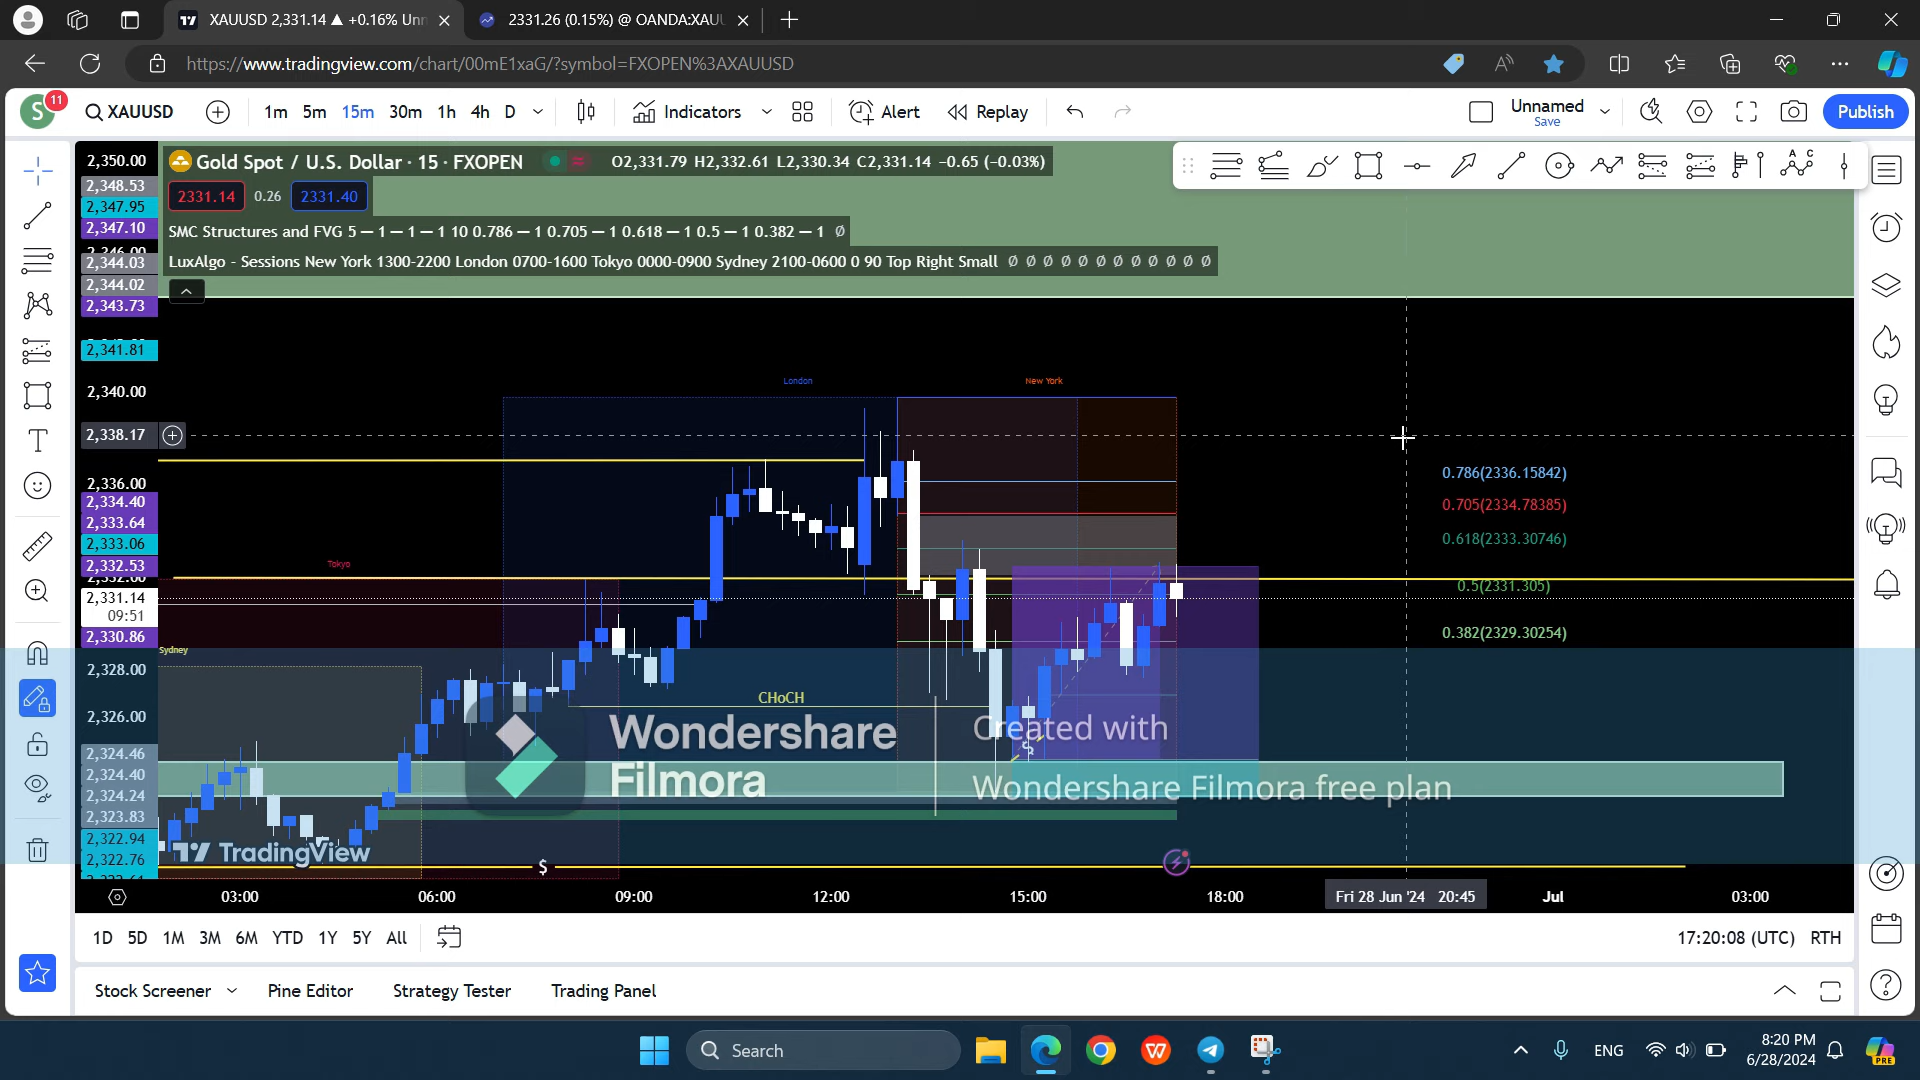 XAUUSD 2,331.14 ▲ +0.16% Unn
2331.26 (0.15%) @ OANDA:XAU
https://www.tradingview.com/chart/00mE1xaG/?symbol=FXOPEN%3AXAUUSD
S
11
XAUUSD
1m 5m 15m 30m 1h 4h D
Indicators
Alert
Replay
Unnamed
Save
Publish
Gold Spot / U.S. Dollar · 15 · FXOPEN
O2,331.79 H2,332.61 L2,330.34 C2,331.14 −0.65 (−0.03%)
2331.14 0.26 2331.40
SMC Structures and FVG 5 — 1 — 1 — 1 10 0.786 — 1 0.705 — 1 0.618 — 1 0.5 — 1 0.382 — 1 Ø
LuxAlgo - Sessions New York 1300-2200 London 0700-1600 Tokyo 0000-0900 Sydney 2100-0600 0 90 Top Right Small Ø Ø Ø Ø Ø Ø Ø Ø Ø Ø Ø Ø
2,350.00
2,348.53
2,347.95
2,347.10
2,346.00
2,344.03
2,344.02
2,343.73
2,341.81
2,340.00
2,338.17
2,336.00
2,334.40
2,333.64
2,333.06
2,332.53
2,332.00
2,331.14
09:51
2,330.86
2,328.00
2,326.00
2,324.46
2,324.40
2,324.24
2,323.83
2,322.94
2,322.76
London
New York
Tokyo
Sydney
CHoCH
$
$
0.786(2336.15842)
0.705(2334.78385)
0.618(2333.30746)
0.5(2331.305)
0.382(2329.30254)
Wondershare
Filmora
Created with
Wondershare Filmora free plan
TradingView
03:00 06:00 09:00 12:00 15:00 18:00 Fri 28 Jun '24 20:45 Jul 03:00
1D 5D 1M 3M 6M YTD 1Y 5Y All
17:20:08 (UTC) RTH
Stock Screener Pine Editor Strategy Tester Trading Panel
Search
ENG
8:20 PM
6/28/2024
PRE